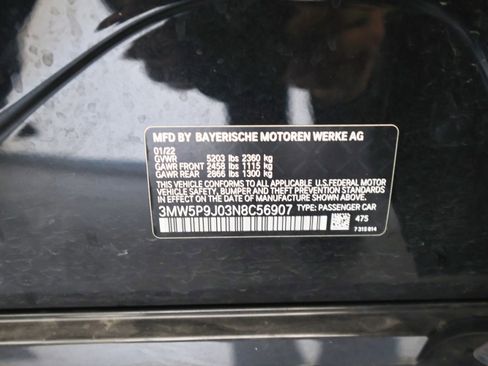 MFD BY BAYERISCHE MOTOREN WERKE AG
01/22
GVWR 5203 lbs 2360 kg
GAWR FRONT 2458 lbs 1115 kg
GAWR REAR 2866 lbs 1300 kg
THIS VEHICLE CONFORMS TO ALL APPLICABLE U.S.FEDERAL MOTOR
VEHICLE SAFETY, BUMPER AND THEFT PREVENTION STANDARDS
IN EFFECT ON THE DATE OF MANUFACTURE SHOWN ABOVE.
3MW5P9J03N8C56907 TYPE: PASSENGER CAR
475
7 315 614